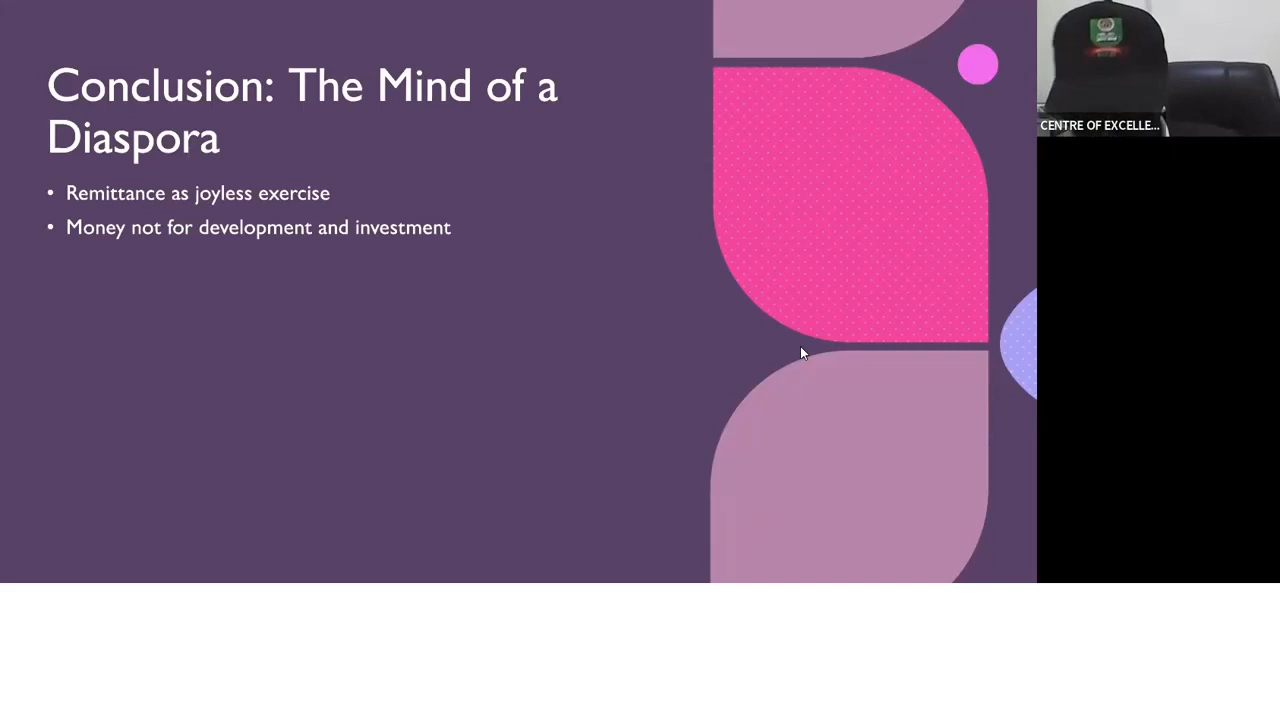 Conclusion: The Mind of a
Diaspora
• Remittance as joyless exercise
• Money not for development and investment
CENTRE OF EXCELLE...